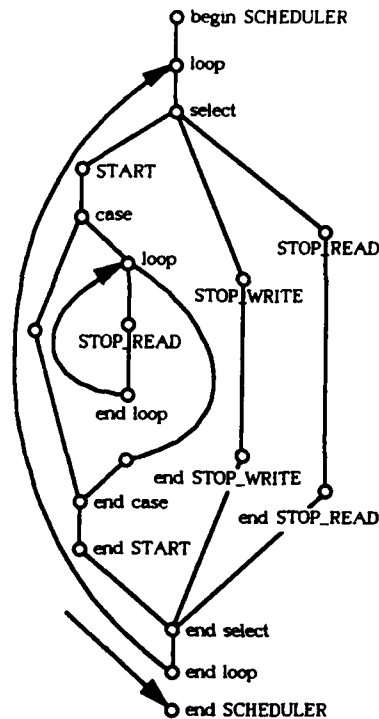 begin SCHEDULER
loop
select
START
case
STOP_READ
loop
STOP_WRITE
STOP_READ
end loop
end STOP_WRITE
end case
end STOP_READ
end START
end select
end loop
end SCHEDULER